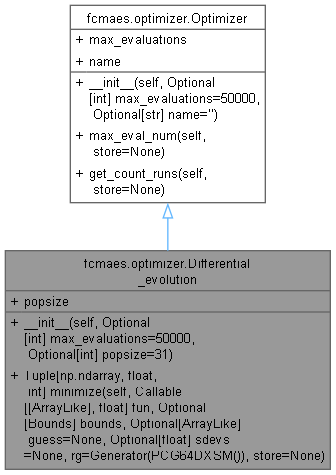 fcmaes.optimizer.Optimizer
+ max_evaluations
+ name
+ __init__(self, Optional
[int] max_evaluations=50000,
Optional[str] name='')
+ max_eval_num(self,
store=None)
+ get_count_runs(self,
store=None)
fcmaes.optimizer.Differential
_evolution
+ popsize
+ __init__(self, Optional
[int] max_evaluations=50000,
Optional[int] popsize=31)
+ Tuple[np.ndarray, float,
int] minimize(self, Callable
[[ArrayLike], float] fun, Optional
[Bounds] bounds, Optional[ArrayLike]
guess=None, Optional[float] sdevs
=None, rg=Generator(PCG64DXSM()), store=None)